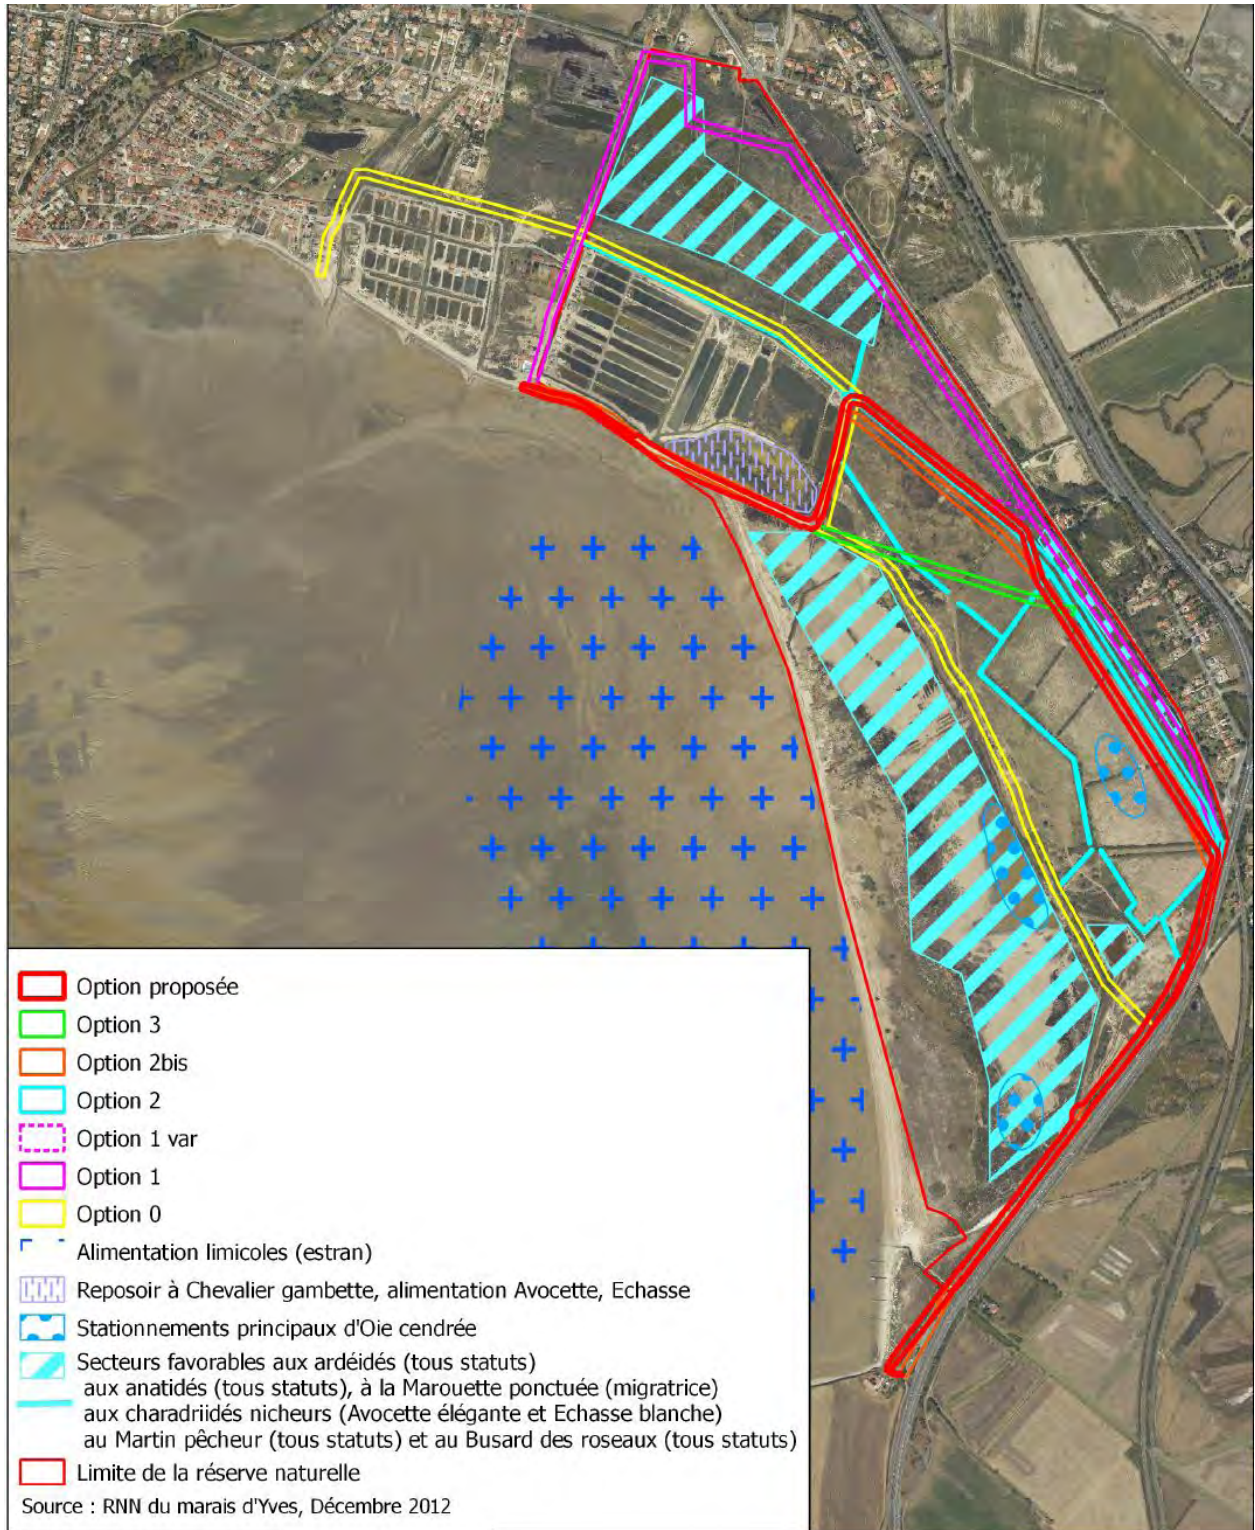 Option proposée
Option 3
Option 2bis
Option 2
Option 1 var
Option 1
Option 0
Alimentation limicoles (estran)
Reposoir à Chevalier gambette, alimentation Avocette, Echasse
Stationnements principaux d'Oie cendrée
Secteurs favorables aux ardéidés (tous statuts)
aux anatidés (tous statuts), à la Marouette ponctuée (migratrice)
aux charadriidés nicheurs (Avocette élégante et Echasse blanche)
au Martin pêcheur (tous statuts) et au Busard des roseaux (tous statuts)
Limite de la réserve naturelle
Source : RNN du marais d'Yves, Décembre 2012